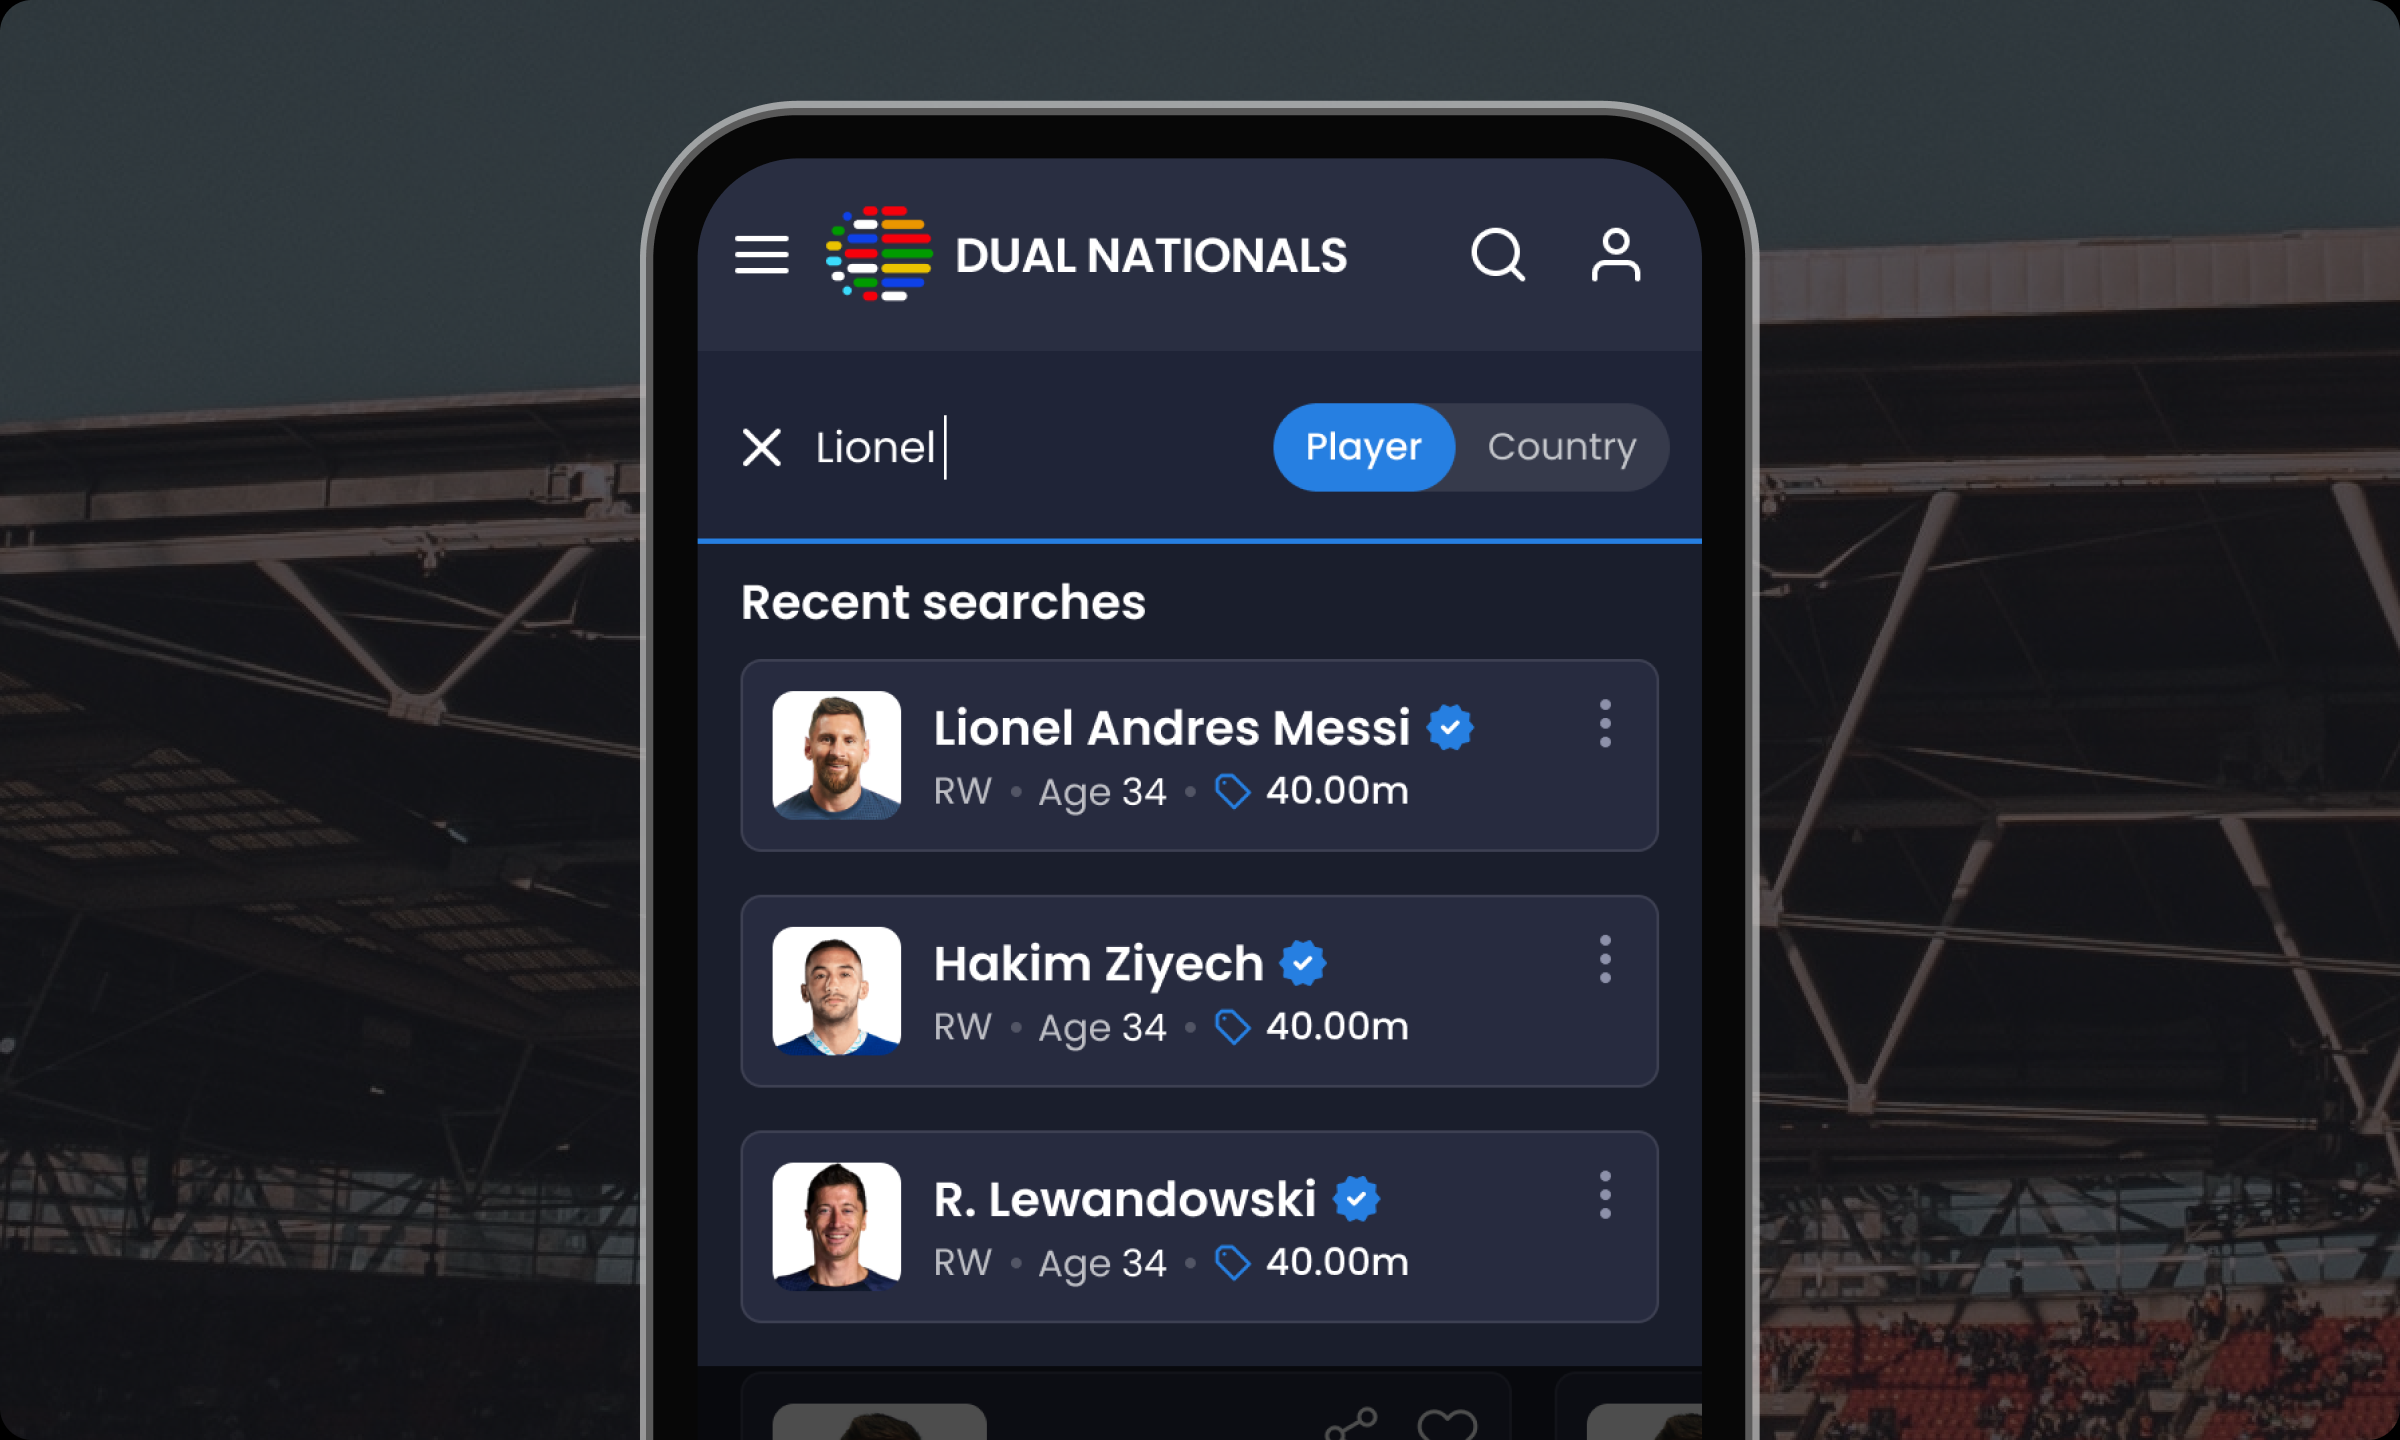 DUAL NATIONALS
Lionel
Player Country
Recent searches
Lionel Andres Messi
RW • Age 34 • 40.00m
Hakim Ziyech
RW • Age 34 • 40.00m
R. Lewandowski
RW • Age 34 • 40.00m